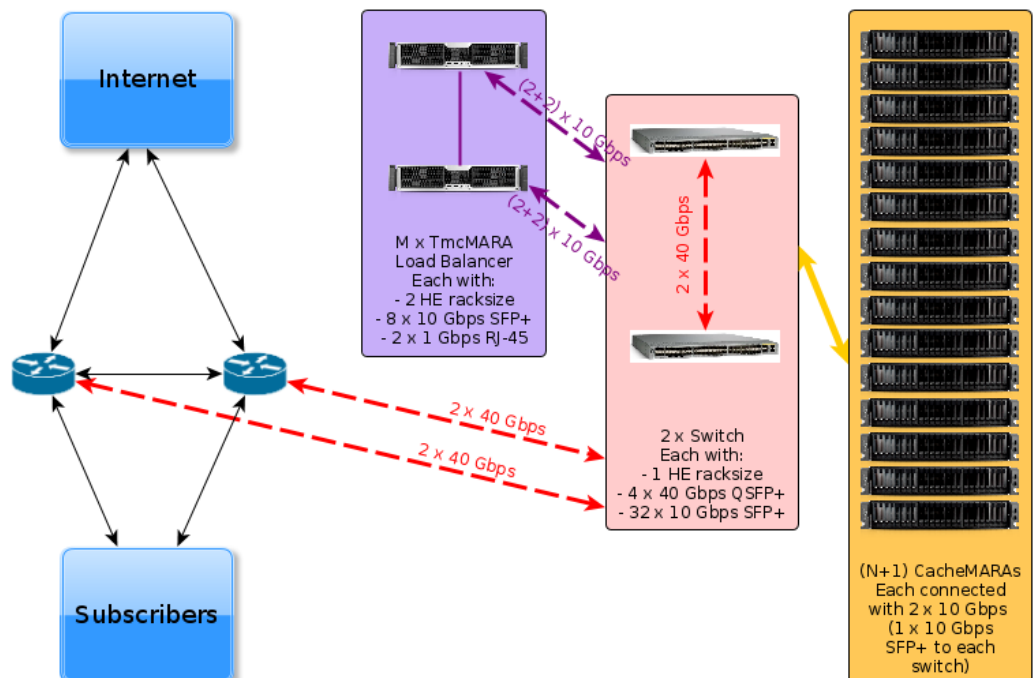 Internet
(2+2) x 10 Gbps
(2+2) x 10 Gbps
M x TmcMARA
Load Balancer
Each with:
- 2 HE racksize
- 8 x 10 Gbps SFP+
- 2 x 1 Gbps RJ-45
2 x 40 Gbps
2 x 40 Gbps
2 x 40 Gbps
2 x Switch
Each with:
- 1 HE racksize
- 4 x 40 Gbps QSFP+
- 32 x 10 Gbps SFP+
Subscribers
(N+1) CacheMARAs
Each connected
with 2 x 10 Gbps
(1 x 10 Gbps
SFP+ to each
switch)